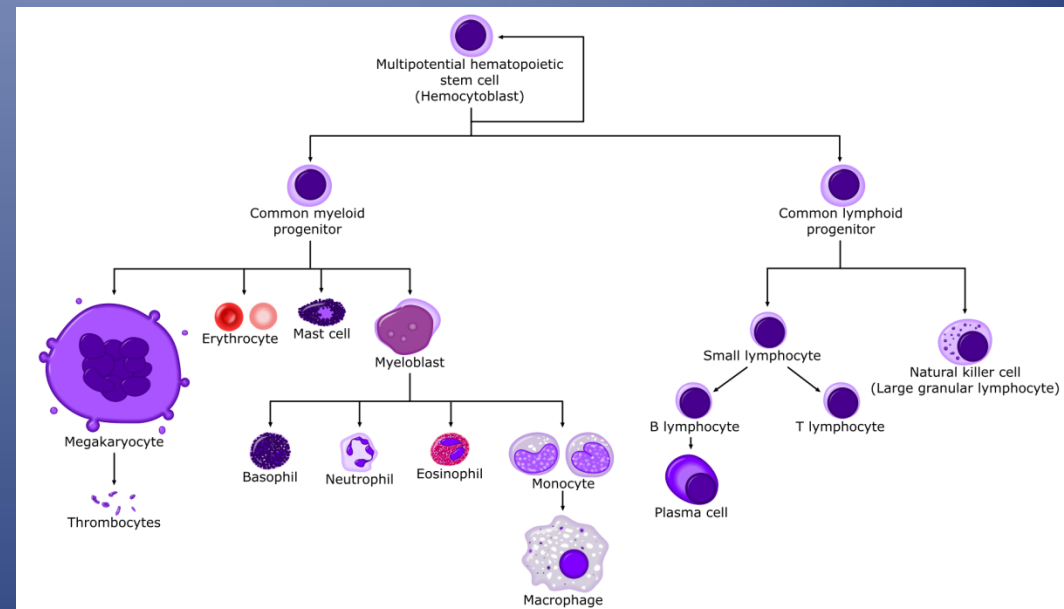 Multipotential hematopoietic
stem cell
(Hemocytoblast)
Common myeloid
progenitor
Common lymphoid
progenitor
Erythrocyte
Mast cell
Myeloblast
Small lymphocyte
Natural killer cell
(Large granular lymphocyte)
Megakaryocyte
B lymphocyte
T lymphocyte
Basophil
Neutrophil
Eosinophil
Monocyte
Plasma cell
Thrombocytes
Macrophage